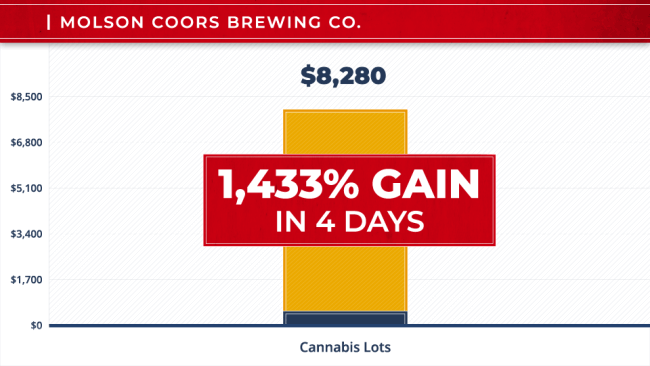 | MOLSON COORS BREWING CO.
$8,280
$8,500
$6,800
$5,100
$3,400
$1,700
$0
1,433% GAIN
IN 4 DAYS
Cannabis Lots